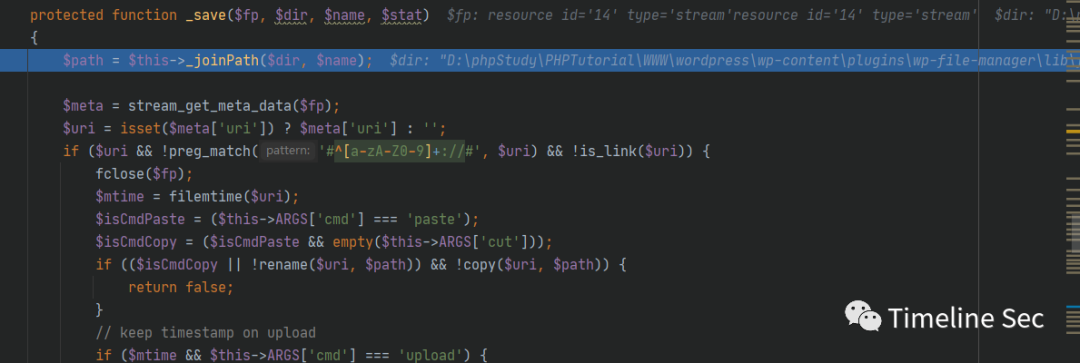 protected function _save($fp, $dir, $name, $stat)  $fp: resource id='14' type='stream'resource id='14' type='stream'  $dir: "D:\p
{
$path = $this->_joinPath($dir, $name);  $dir: "D:\phpStudy\PHPTutorial\WWW\wordpress\wp-content\plugins\wp-file-manager\lib\
$meta = stream_get_meta_data($fp);
$uri = isset($meta['uri']) ? $meta['uri'] : '';
if ($uri && !preg_match( pattern: '#^[a-zA-Z0-9]+://#', $uri) && !is_link($uri)) {
fclose($fp);
$mtime = filemtime($uri);
$isCmdPaste = ($this->ARGS['cmd'] === 'paste');
$isCmdCopy = ($isCmdPaste && empty($this->ARGS['cut']));
if (($isCmdCopy || !rename($uri, $path)) && !copy($uri, $path)) {
return false;
}
// keep timestamp on upload
if ($mtime && $this->ARGS['cmd'] === 'upload') {
Timeline Sec